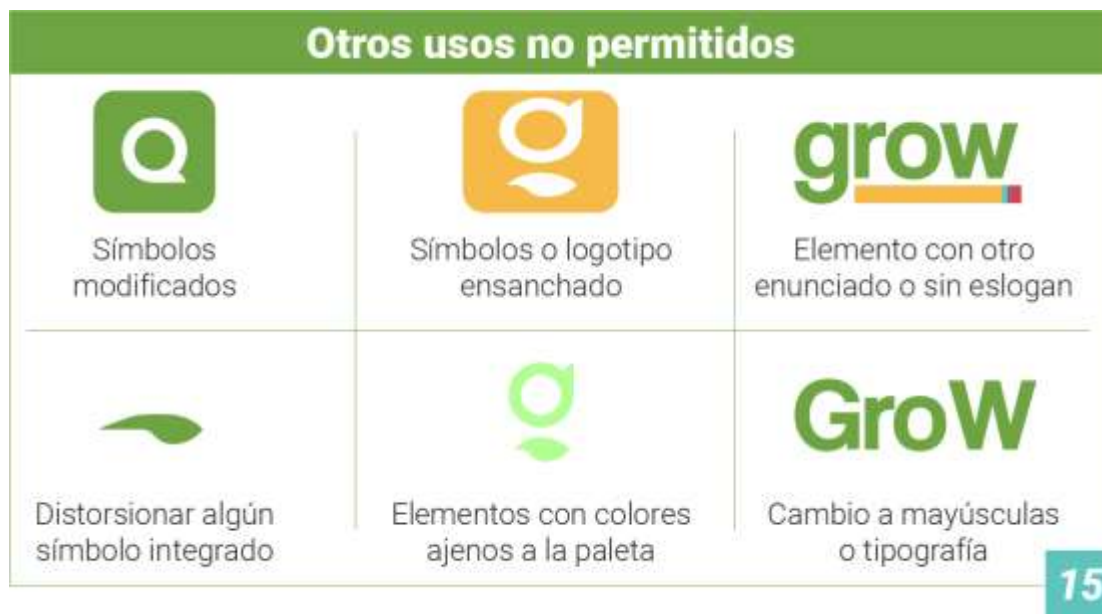 Otros usos no permitidos
Símbolos
modificados
Símbolos o logotipo
ensanchado
grow
Elemento con otro
enunciado o sin eslogan
Distorsionar algún
símbolo integrado
g
Elementos con colores
ajenos a la paleta
GroW
Cambio a mayúsculas
o tipografía
15